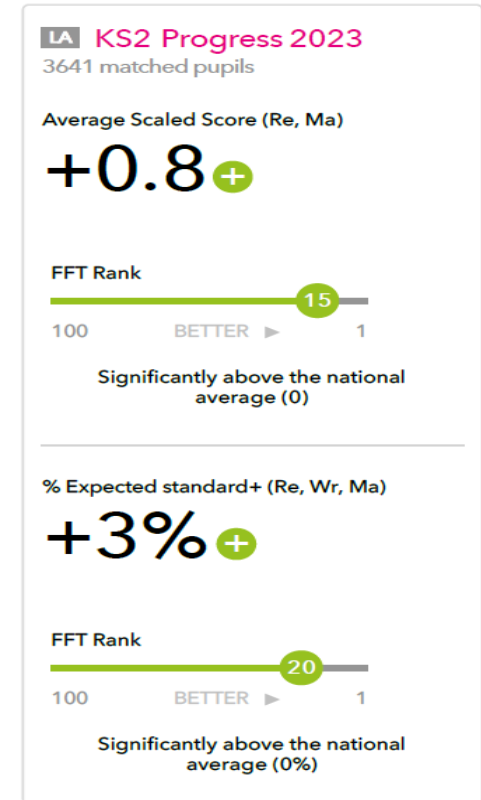 LA KS2 Progress 2023
3641 matched pupils
Average Scaled Score (Re, Ma)
+0.8 +
FFT Rank
15
100 BETTER ► 1
Significantly above the national
average (0)
% Expected standard+ (Re, Wr, Ma)
+3% +
FFT Rank
20
100 BETTER ► 1
Significantly above the national
average (0%)